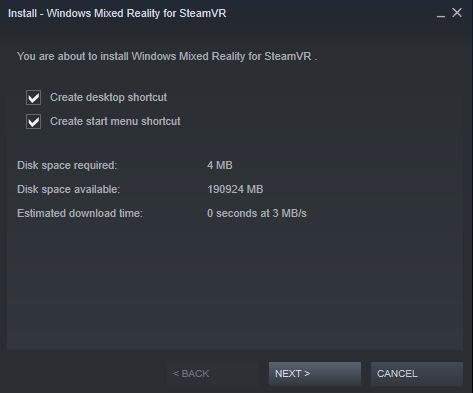 Install - Windows Mixed Reality for SteamVR
You are about to install Windows Mixed Reality for SteamVR .
Create desktop shortcut
Create start menu shortcut
Disk space required: 4 MB
Disk space available: 190924 MB
Estimated download time: 0 seconds at 3 MB/s
< BACK NEXT > CANCEL